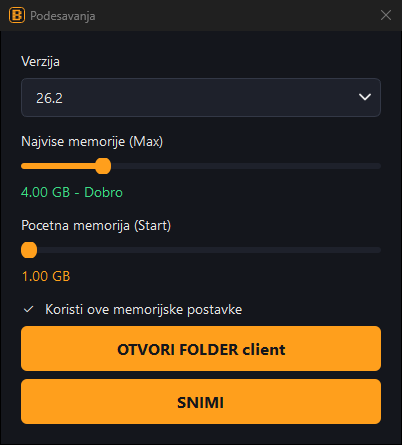 B Podesavanja
Verzija
26.2
Najvise memorije (Max)
4.00 GB - Dobro
Pocetna memorija (Start)
1.00 GB
Koristi ove memorijske postavke
OTVORI FOLDER client
SNIMI